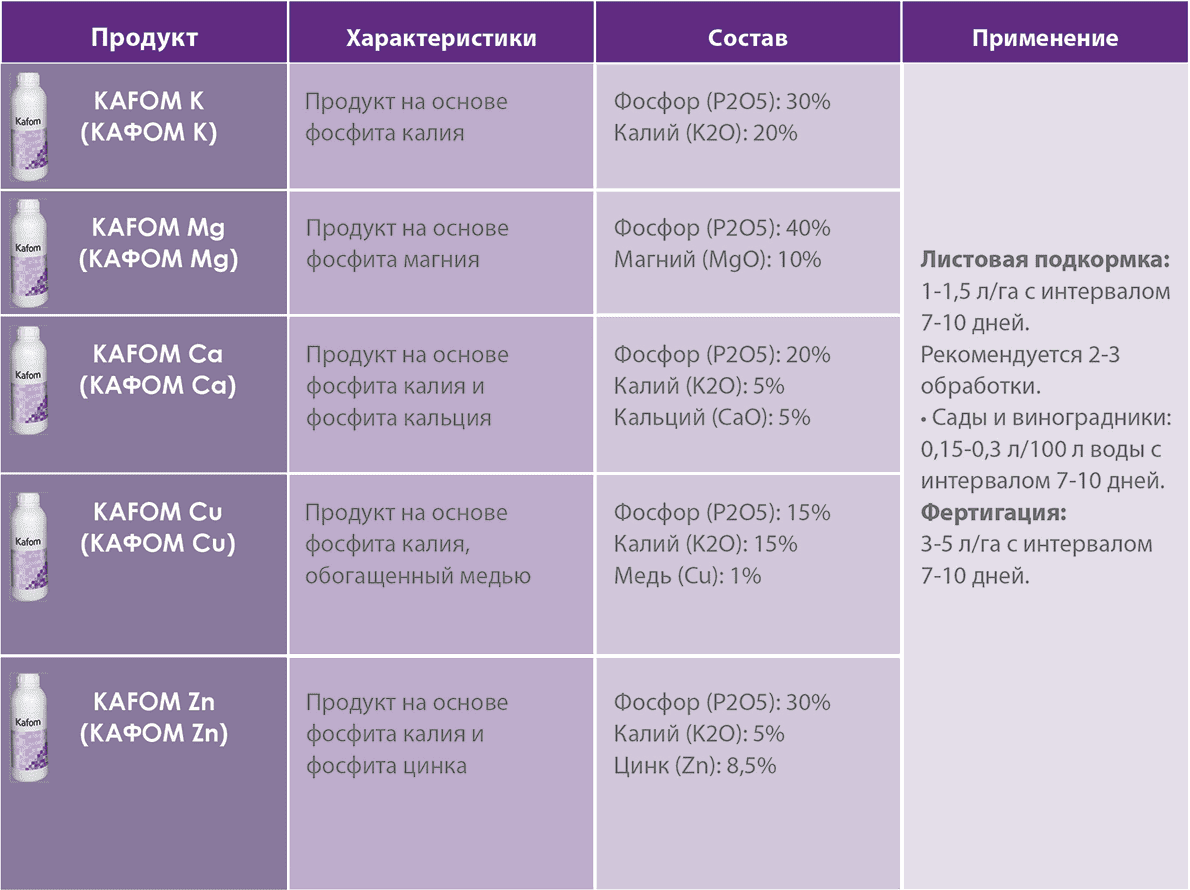 Продукт
Характеристики
Состав
Применение
Kafom
KAFOM K
(КАФОМ K)
Продукт на основе
фосфита калия
Фосфор (P2O5): 30%
Калий (K2O): 20%
Kafom
KAFOM Mg
(КАФОМ Mg)
Продукт на основе
фосфита магния
Фосфор (P2O5): 40%
Магний (MgO): 10%
Kafom
KAFOM Ca
(КАФОМ Ca)
Продукт на основе
фосфита калия и
фосфита кальция
Фосфор (P2O5): 20%
Калий (K2O): 5%
Кальций (CaO): 5%
Kafom
KAFOM Cu
(КАФОМ Cu)
Продукт на основе
фосфита калия,
обогащенный медью
Фосфор (P2O5): 15%
Калий (K2O): 15%
Медь (Cu): 1%
Kafom
KAFOM Zn
(КАФОМ Zn)
Продукт на основе
фосфита калия и
фосфита цинка
Фосфор (P2O5): 30%
Калий (K2O): 5%
Цинк (Zn): 8,5%
Листовая подкормка:
1-1,5 л/га с интервалом
7-10 дней.
Рекомендуется 2-3
обработки.
• Сады и виноградники:
0,15-0,3 л/100 л воды с
интервалом 7-10 дней.
Фертигация:
3-5 л/га с интервалом
7-10 дней.